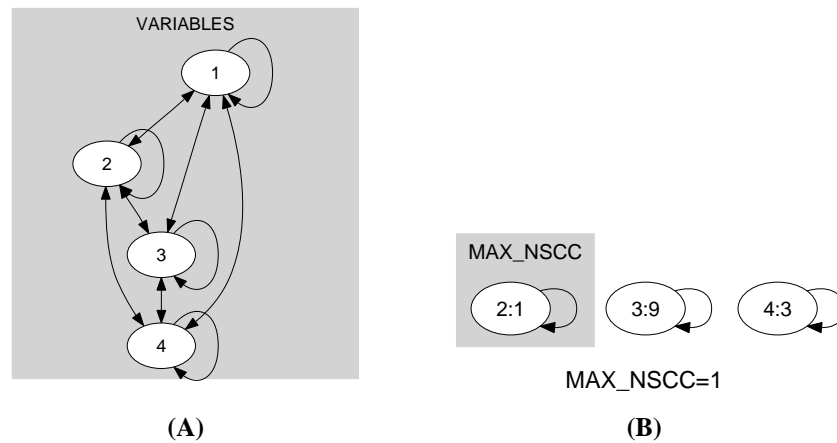 VARIABLES
1
2
3
4
MAX_NSCC
2:1 3:9 4:3
MAX_NSCC=1
(A) (B)